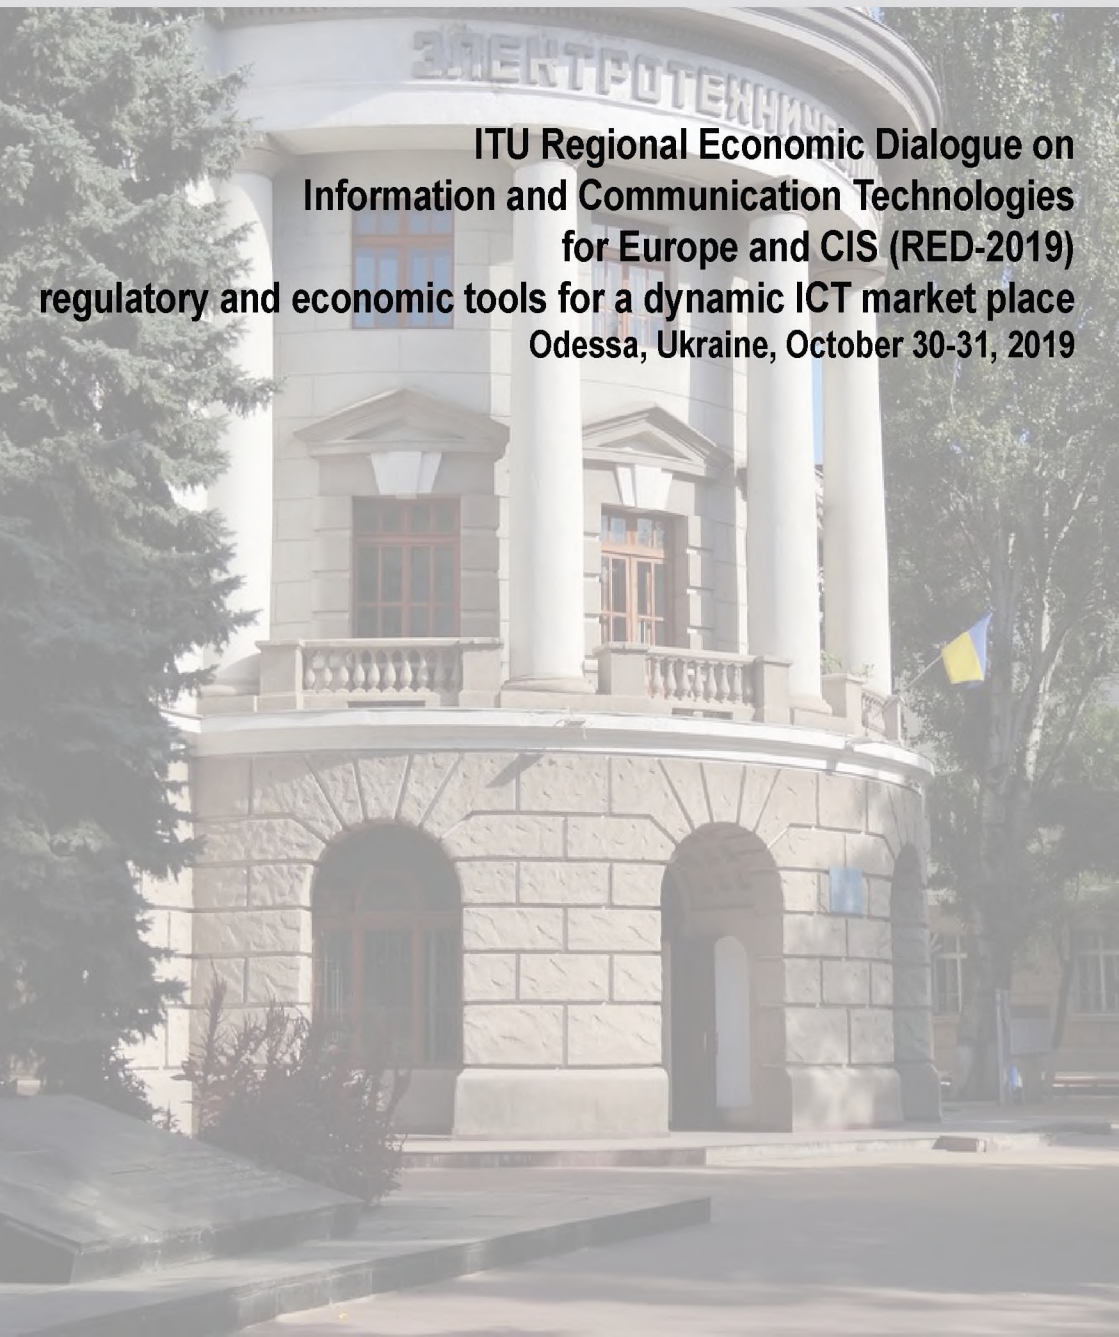 ЭЛЕКТРОТЕХНИЧЕ
ITU Regional Economic Dialogue on
Information and Communication Technologies
for Europe and CIS (RED-2019)
regulatory and economic tools for a dynamic ICT market place
Odessa, Ukraine, October 30-31, 2019